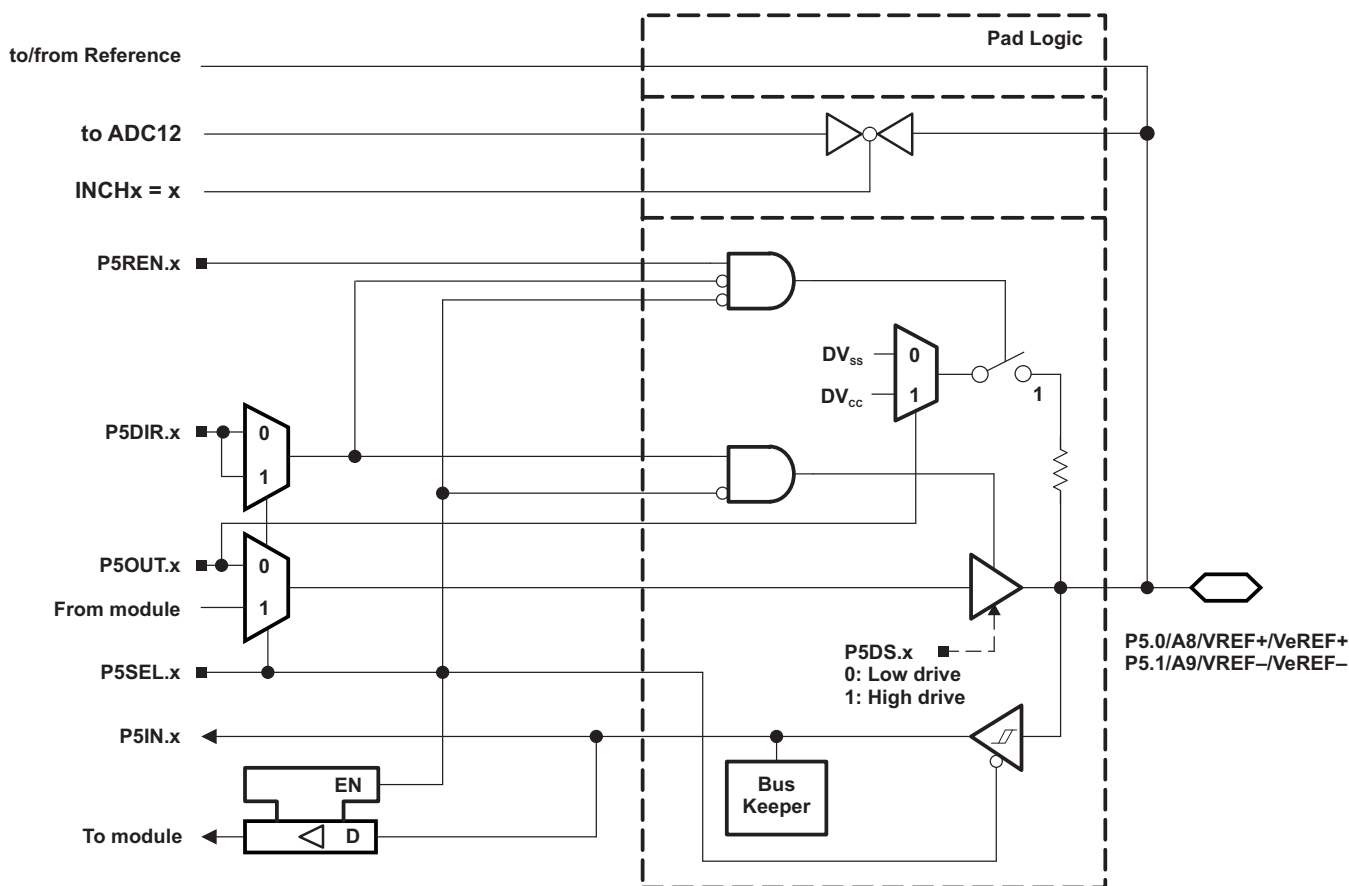 Pad Logic
to/from Reference
to ADC12
INCHx = x
P5REN.x
DVSS
0
DVCC
1
1
P5DIR.x
0
1
P5OUT.x
0
From module
1
P5DS.x
0: Low drive
1: High drive
P5.0/A8/VREF+/VeREF+
P5.1/A9/VREF–/VeREF–
P5SEL.x
P5IN.x
Bus
Keeper
EN
To module
D